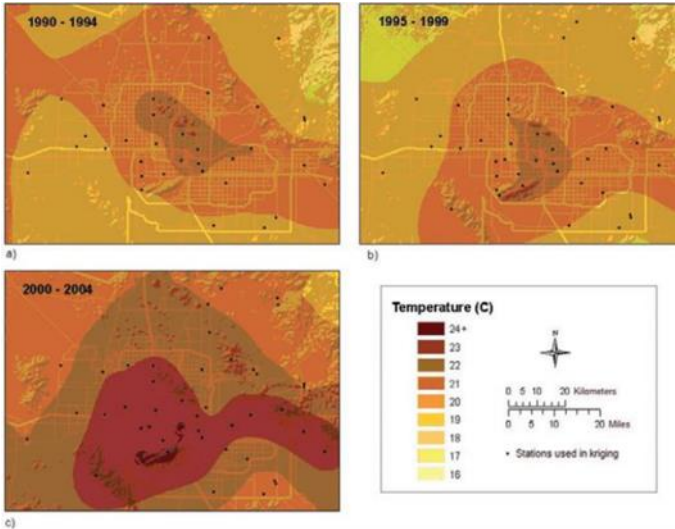 1990 - 1994
1995 - 1999
a)
b)
2000 - 2004
c)
Temperature (C)
24+
23
22
21
20
19
18
17
16
N
0 5 10 20 Kilometers
0 5 10 20 Miles
Stations used in kriging